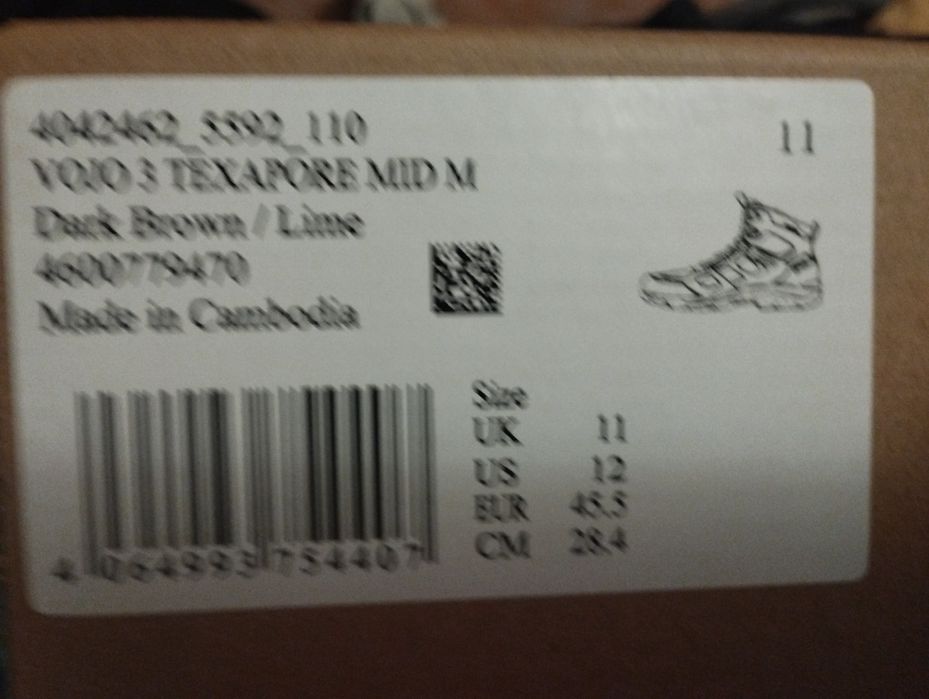 4042462_5592_110
11
VOJO 3 TEXAPORE MID M
Dark Brown / Lime
4600779470
Made in Cambodia
Size
UK 11
US 12
EUR 45.5
CM 28.4
4 064993 754407